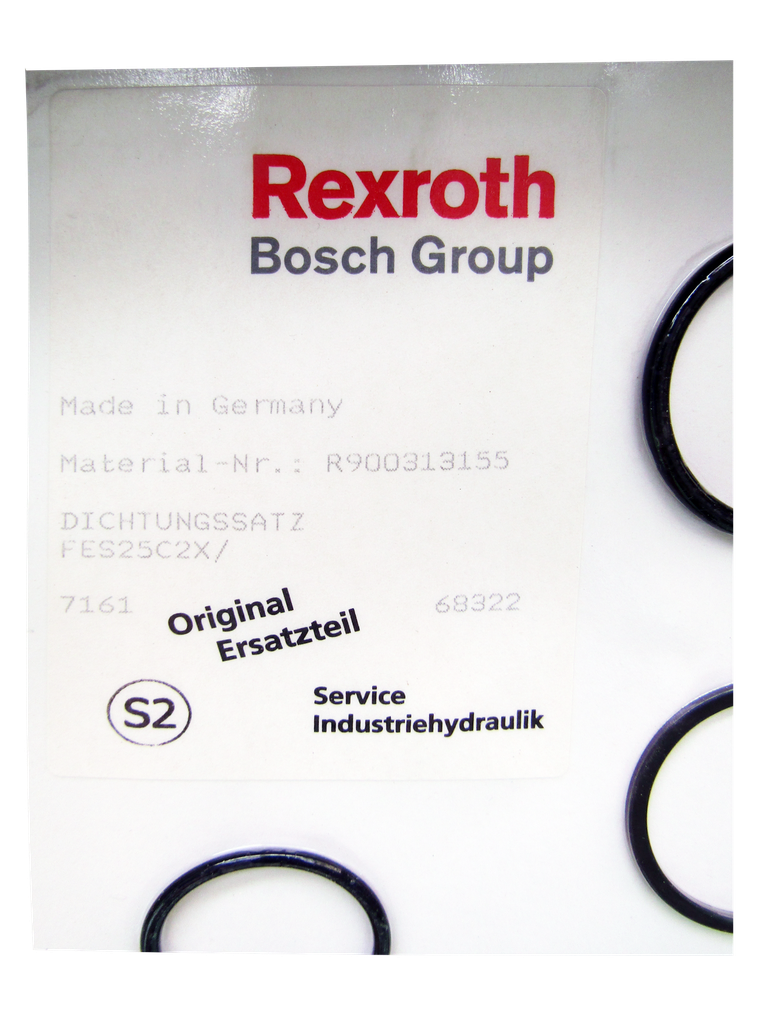 Rexroth
Bosch Group
Made in Germany
Material-Nr.: R900313155
DICHTUNGSSATZ
FES25C2X/
7161 68322
Original
Ersatzteil
S2
Service
Industriehydraulik